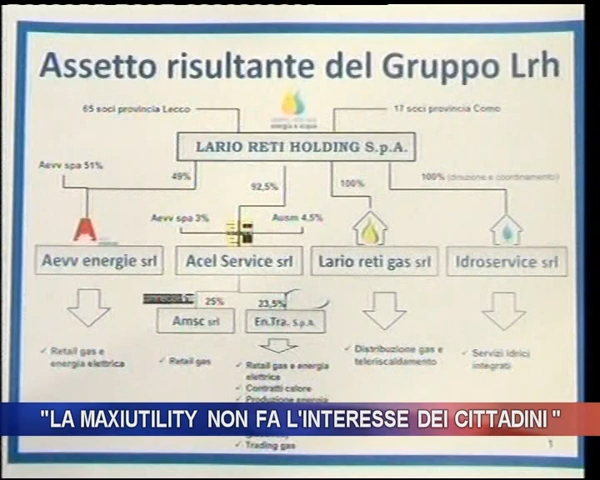 Assetto risultante del Gruppo Lrh
65 soci provincia Lecco
17 soci provincia Como
LARIO RETI HOLDING S.p.A.
Aevv spa 51%
49%
92,5%
100%
100% (direzione e coordinamento)
Aevv spa 3%
Ausm 4,5%
Aevv energie srl
Acel Service srl
Lario reti gas srl
Idroservice srl
25%
23,5%
Amsc srl
En.Tra. S.p.A.
✓ Retail gas e energia elettrica
✓ Retail gas
✓ Retail gas e energia elettrica
✓ Contratti calore
✓ Produzione energia
✓ Trading gas
✓ Distribuzione gas e teleriscaldamento
✓ Servizi idrici integrati
"LA MAXIUTILITY NON FA L'INTERESSE DEI CITTADINI"
1